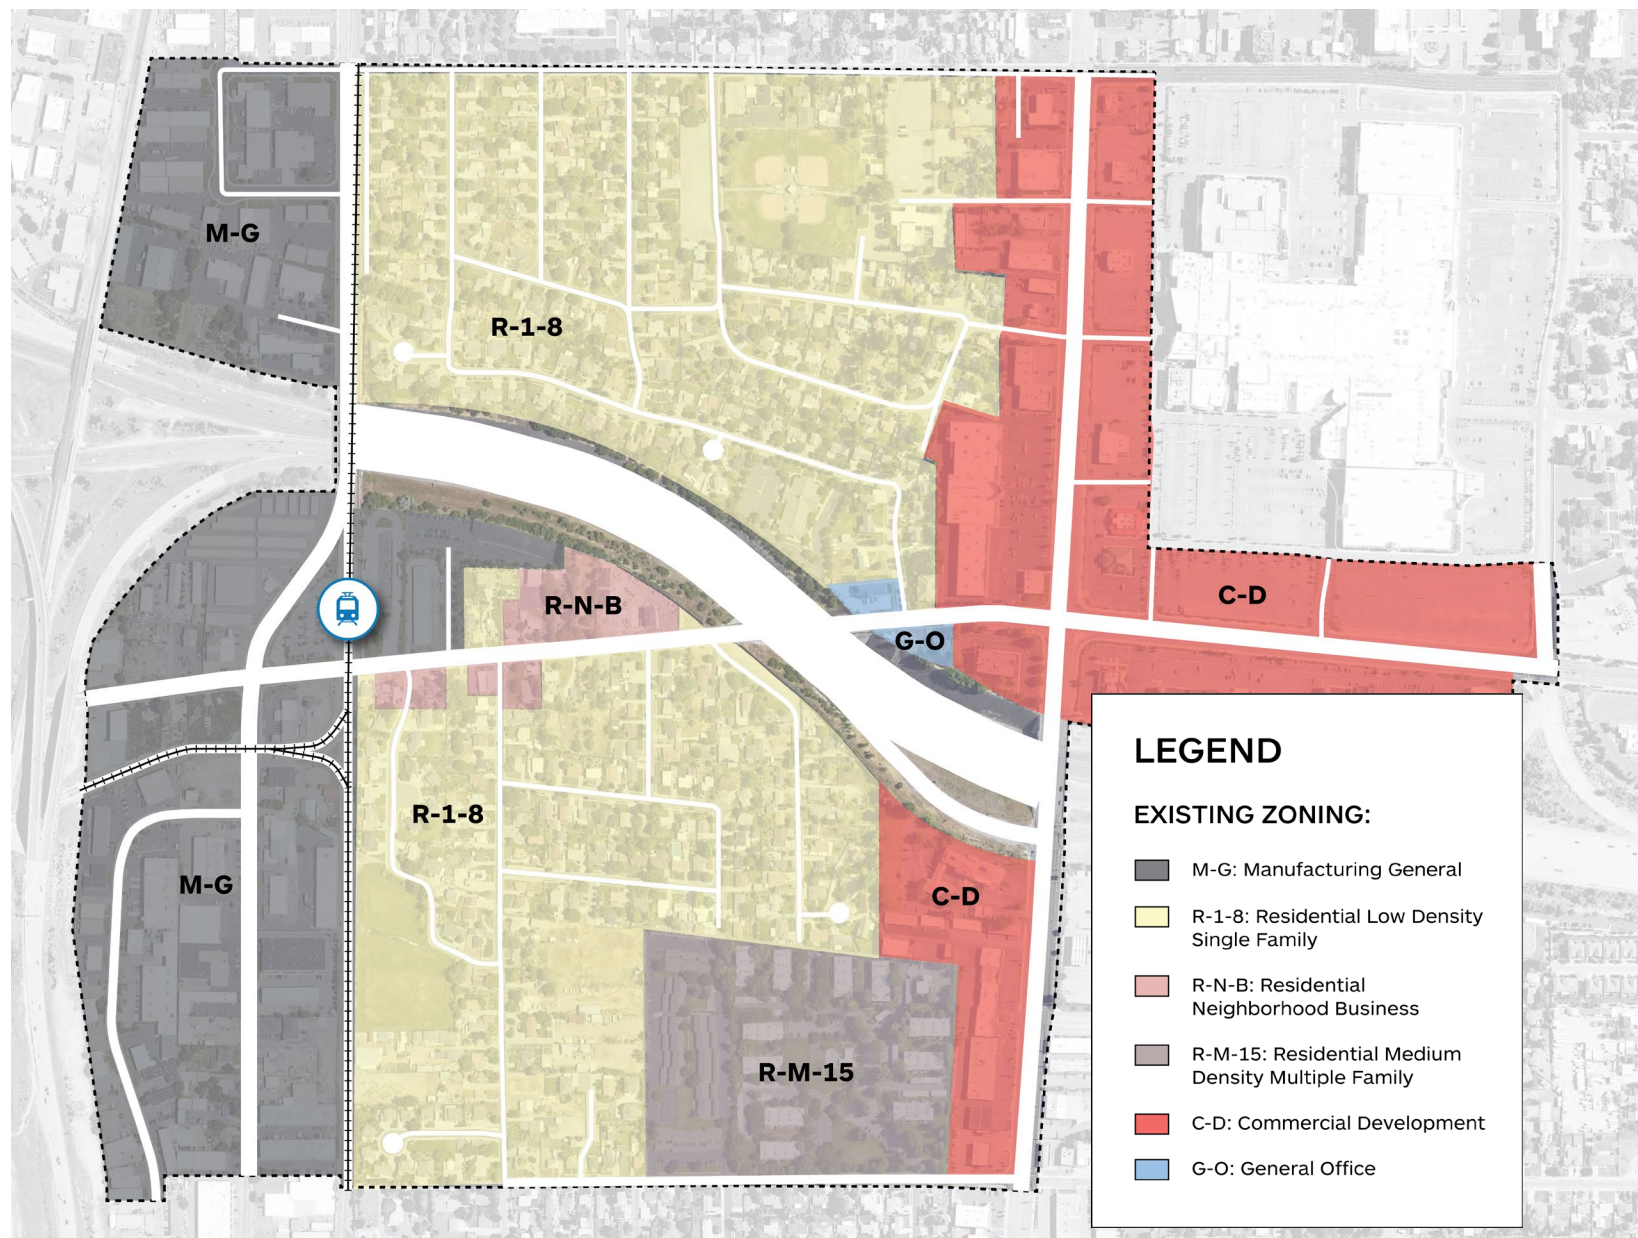 M-G
R-1-8
R-N-B
C-D
G-O
R-1-8
M-G
C-D
R-M-15
LEGEND
EXISTING ZONING:
M-G: Manufacturing General
R-1-8: Residential Low Density
Single Family
R-N-B: Residential
Neighborhood Business
R-M-15: Residential Medium
Density Multiple Family
C-D: Commercial Development
G-O: General Office